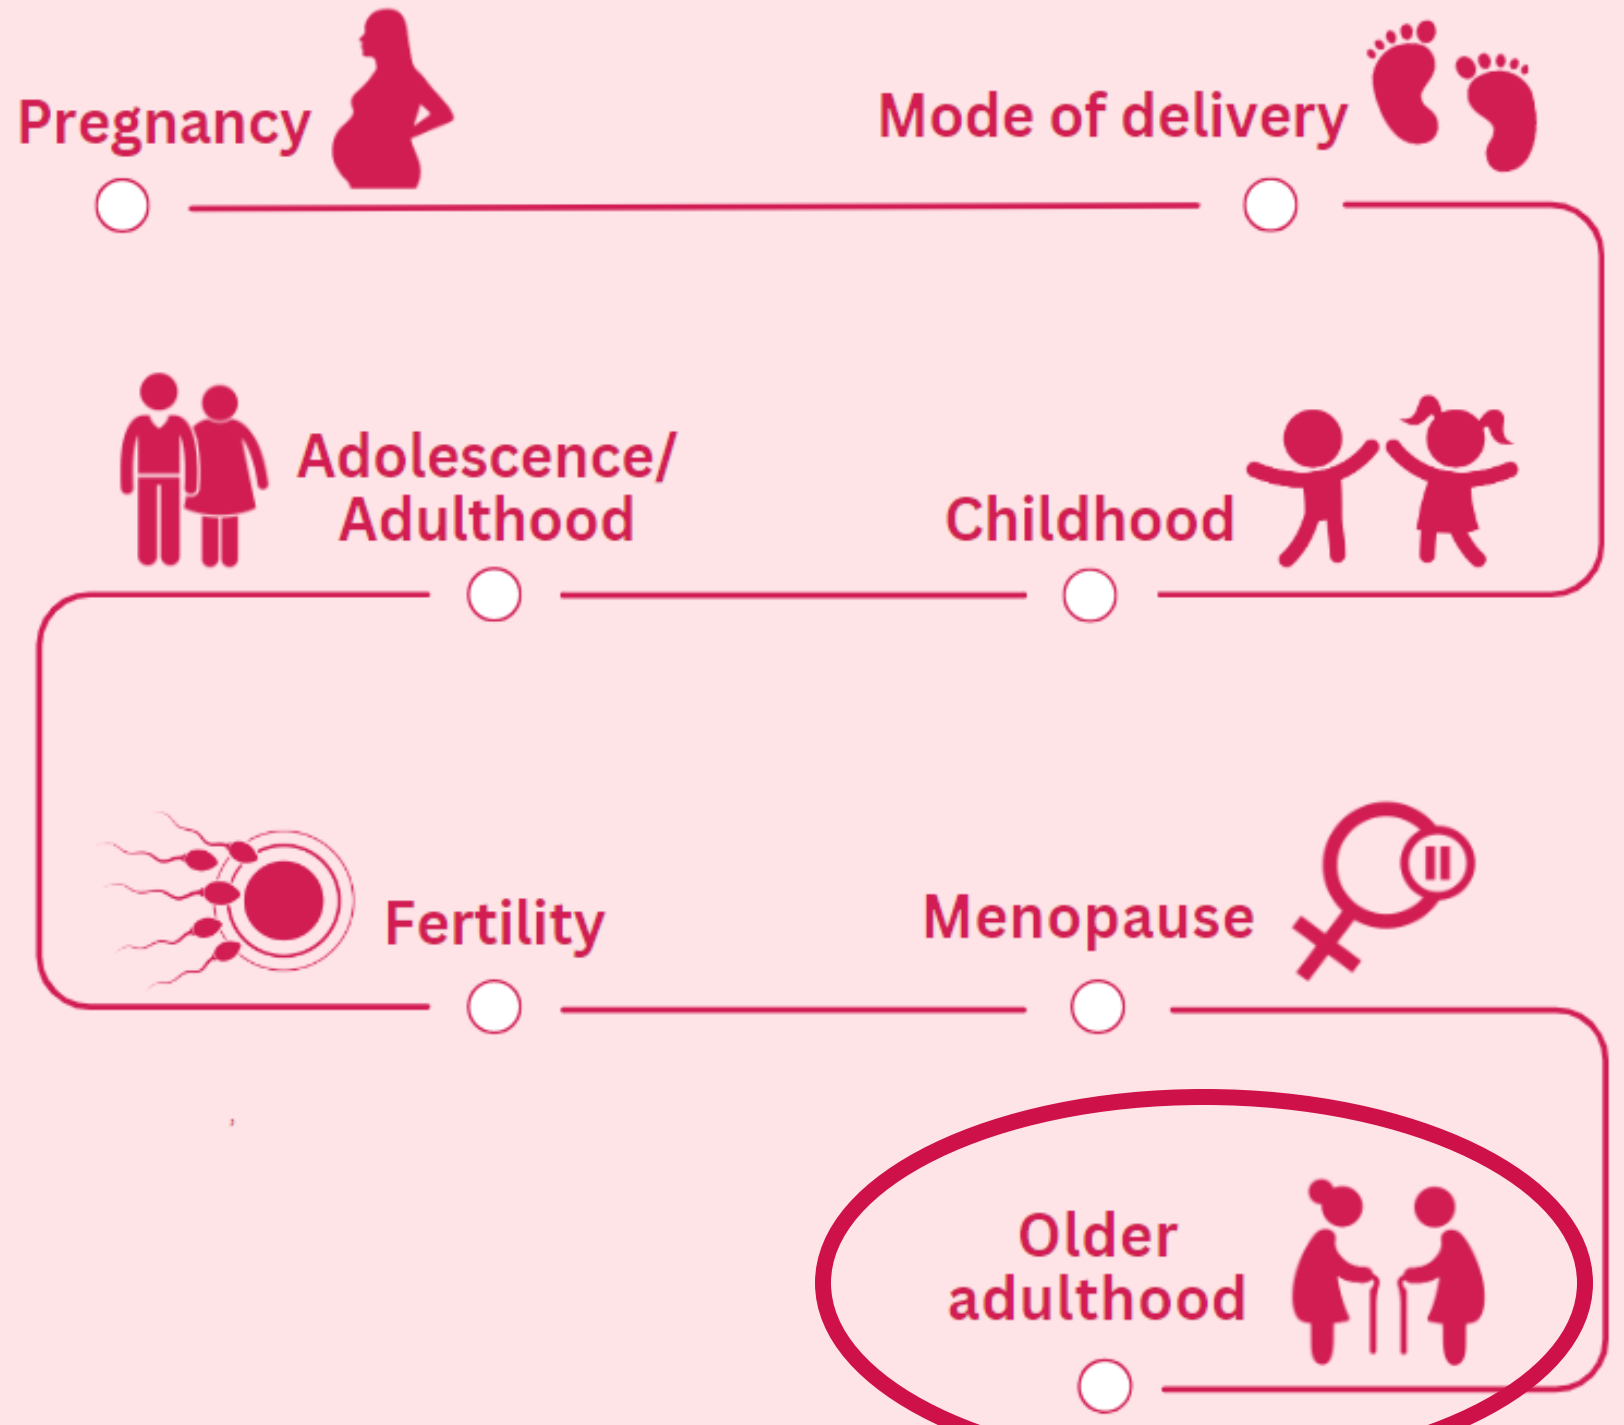 Pregnancy
Mode of delivery
Adolescence/
Adulthood
Childhood
Fertility
Menopause
Older
adulthood